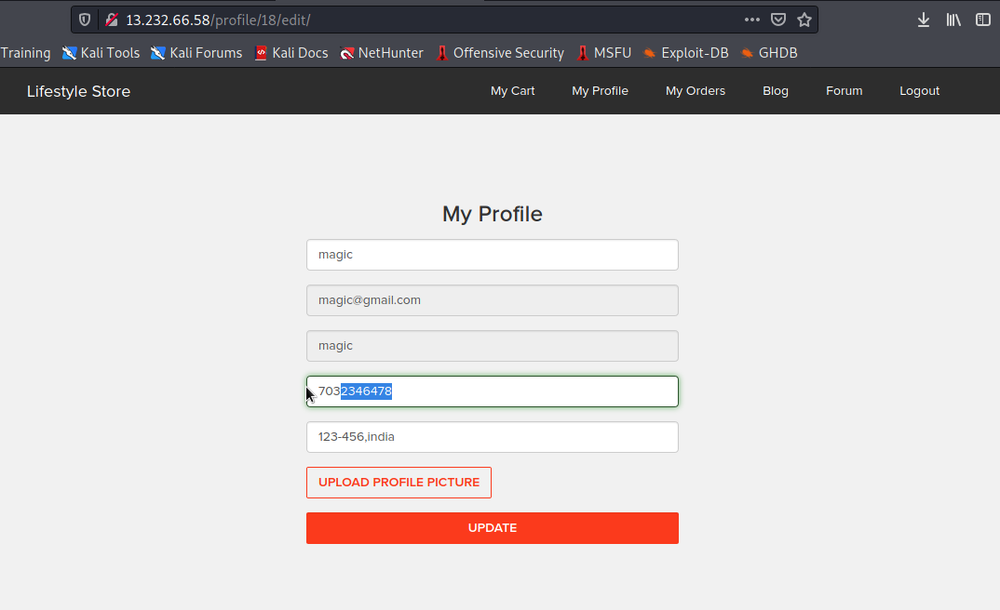 13.232.66.58/profile/18/edit/
Training Kali Tools Kali Forums Kali Docs NetHunter Offensive Security MSFU Exploit-DB GHDB
Lifestyle Store My Cart My Profile My Orders Blog Forum Logout
My Profile
magic
magic@gmail.com
magic
7032346478
123-456,india
UPLOAD PROFILE PICTURE
UPDATE